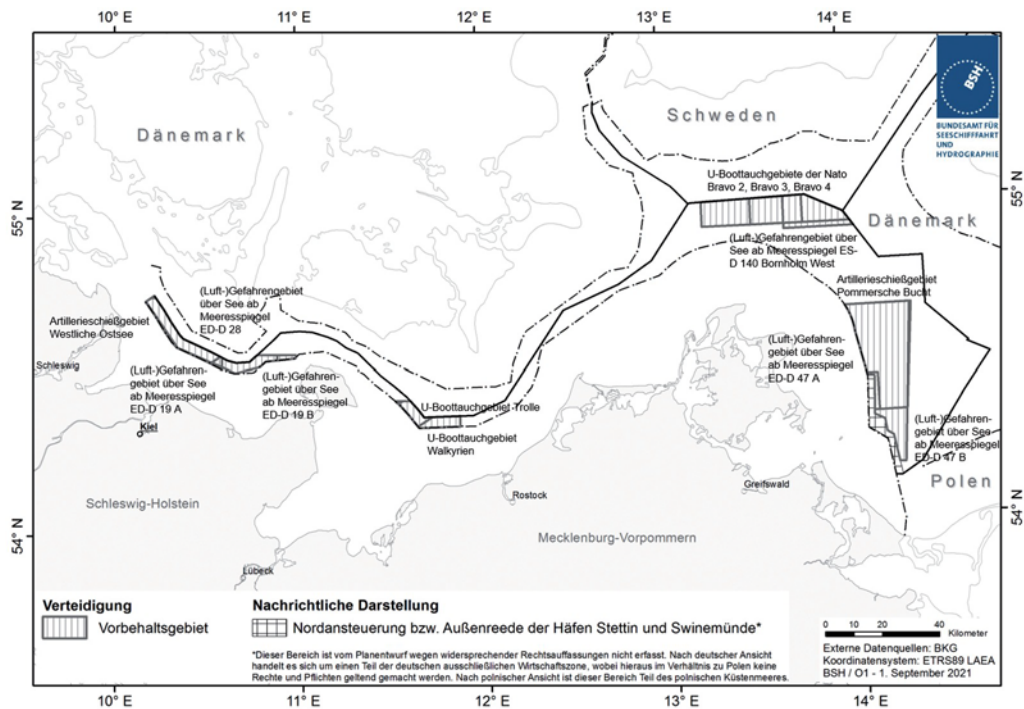 10° E 11° E 12° E 13° E 14° E
BSH
BUNDESAMT FÜR
SEESCHIFFFAHRT
UND
HYDROGRAPHIE
Schweden
Dänemark
U-Boottauchgebiete der Nato
Bravo 2, Bravo 3, Bravo 4
55° N
55° N
Dänemark
(Luft-)Gefahrengebiet über
See ab Meeresspiegel ES-
D 140 Bornholm West
Artillerieschießgebiet
Pommersche Bucht
(Luft-)Gefahrengebiet
über See ab
Meeresspiegel
ED-D 28
Artillerieschießgebiet
Westliche Ostsee
(Luft-)Gefahren-
gebiet über See
ab Meeresspiegel
ED-D 47 A
Schleswig
(Luft-)Gefahren-
gebiet über See
ab Meeresspiegel
ED-D 19 A
(Luft-)Gefahren-
gebiet über See
ab Meeresspiegel
ED-D 19 B
U-Boottauchgebiet Trolle
U-Boottauchgebiet
Walkyrien
(Luft-)Gefahren-
gebiet über See
ab Meeresspiegel
ED-D 47 B
Kiel
Polen
Greifswald
Rostock
Schleswig-Holstein
54° N
54° N
Mecklenburg-Vorpommern
Lübeck
Verteidigung
Vorbehaltsgebiet
Nachrichtliche Darstellung
Nordansteuerung bzw. Außenreede der Häfen Stettin und Swinemünde*
*Dieser Bereich ist vom Planentwurf wegen widersprechender Rechtsauffassungen nicht erfasst. Nach deutscher Ansicht
handelt es sich um einen Teil der deutschen ausschließlichen Wirtschaftszone, wobei hieraus im Verhältnis zu Polen keine
Rechte und Pflichten geltend gemacht werden. Nach polnischer Ansicht ist dieser Bereich Teil des polnischen Küstenmeeres.
0 10 20 40
Kilometer
Externe Datenquellen: BKG
Koordinatensystem: ETRS89 LAEA
BSH / O1 - 1. September 2021
10° E 11° E 12° E 13° E 14° E